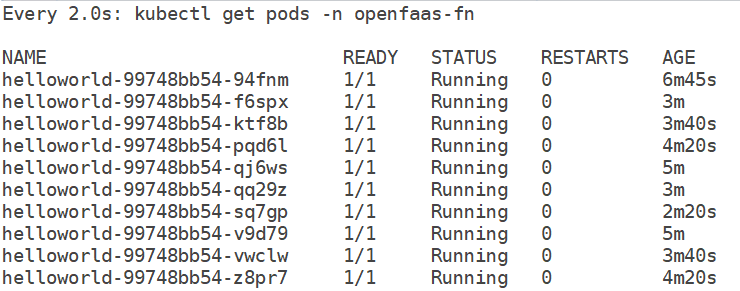 Every 2.0s: kubectl get pods -n openfaas-fn
NAME READY STATUS RESTARTS AGE
helloworld-99748bb54-94fnm 1/1 Running 0 6m45s
helloworld-99748bb54-f6spx 1/1 Running 0 3m
helloworld-99748bb54-ktf8b 1/1 Running 0 3m40s
helloworld-99748bb54-pqd6l 1/1 Running 0 4m20s
helloworld-99748bb54-qj6ws 1/1 Running 0 5m
helloworld-99748bb54-qq29z 1/1 Running 0 3m
helloworld-99748bb54-sq7gp 1/1 Running 0 2m20s
helloworld-99748bb54-v9d79 1/1 Running 0 5m
helloworld-99748bb54-vwclw 1/1 Running 0 3m40s
helloworld-99748bb54-z8pr7 1/1 Running 0 4m20s